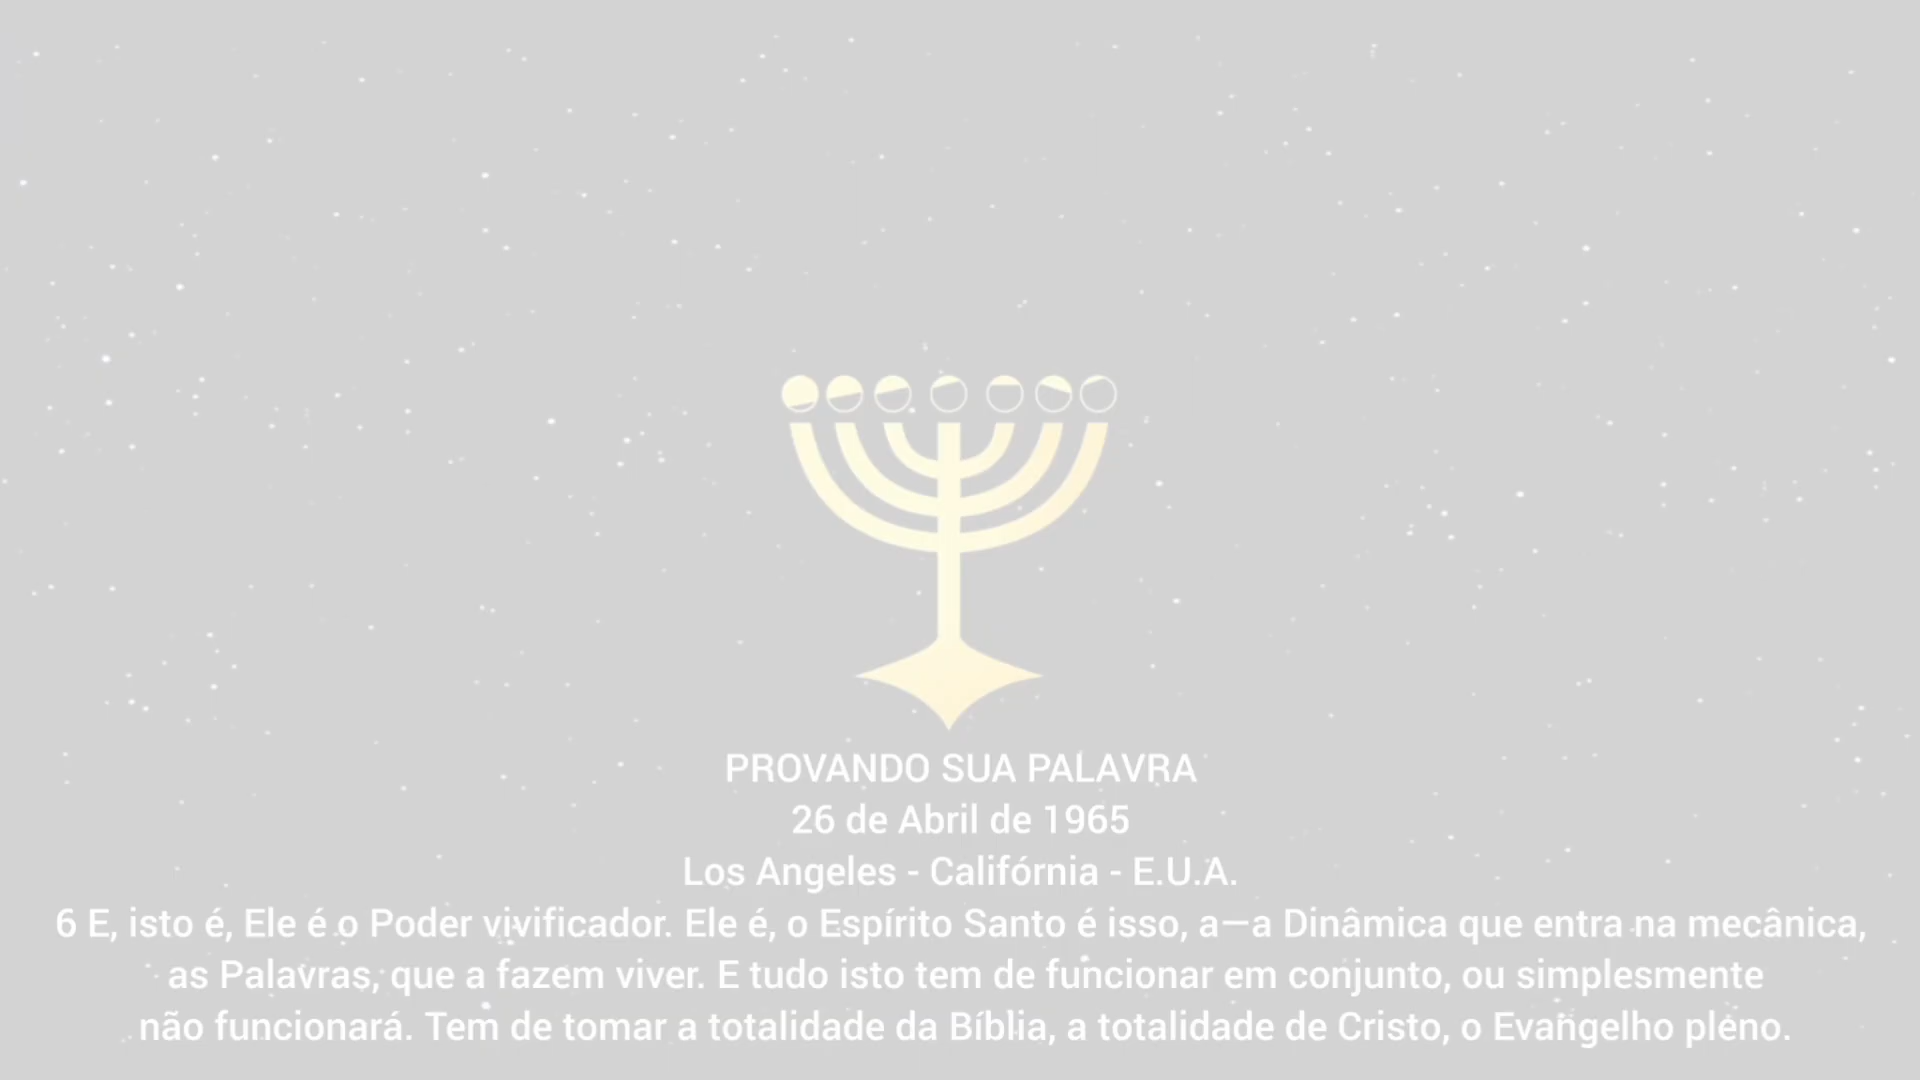 PROVANDO SUA PALAVRA
26 de Abril de 1965
Los Angeles - Califórnia - E.U.A.
6 E, isto é, Ele é o Poder vivificador. Ele é, o Espírito Santo é isso, a—a Dinâmica que entra na mecânica,
as Palavras, que a fazem viver. E tudo isto tem de funcionar em conjunto, ou simplesmente
não funcionará. Tem de tomar a totalidade da Bíblia, a totalidade de Cristo, o Evangelho pleno.